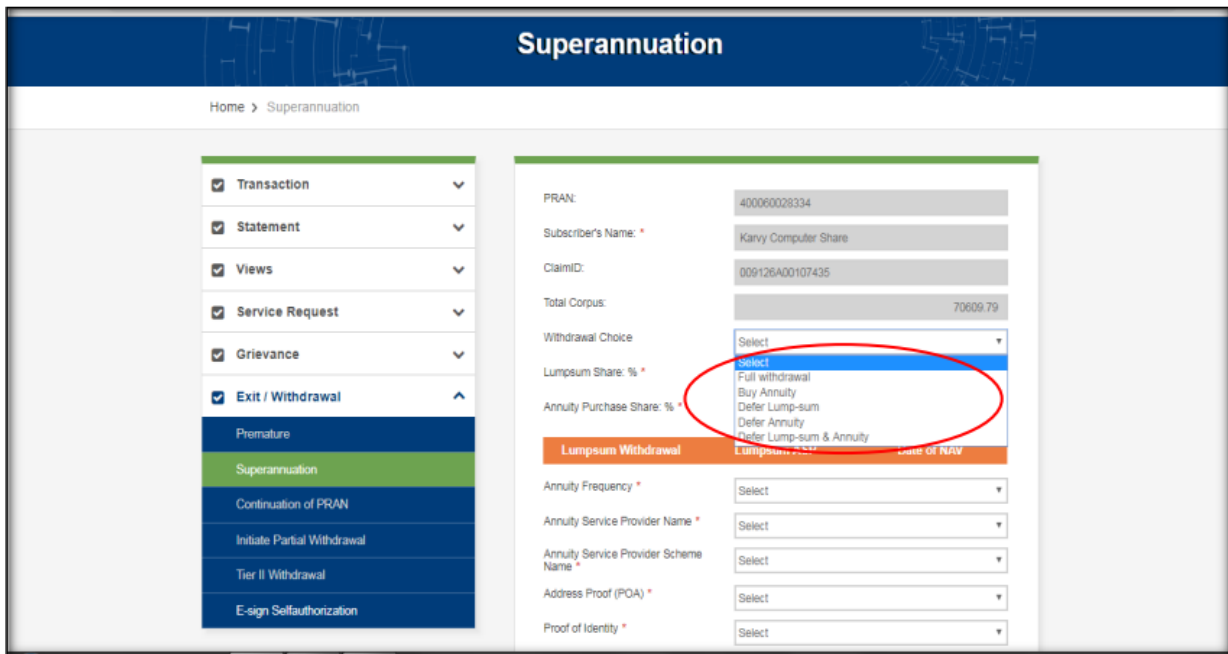 Superannuation
Home > Superannuation
Transaction
Statement
Views
Service Request
Grievance
Exit / Withdrawal
Premature
Superannuation
Continuation of PRAN
Initiate Partial Withdrawal
Tier II Withdrawal
E-sign Selfauthorization
PRAN: 400060028334
Subscriber's Name: * Karvy Computer Share
ClaimID: 009126A00107435
Total Corpus: 70609.79
Withdrawal Choice Select
Select
Full withdrawal
Buy Annuity
Defer Lump-sum
Defer Annuity
Defer Lump-sum & Annuity
Lumpsum Share: % *
Annuity Purchase Share: % *
Lumpsum Withdrawal Lumpsum Date of NAV
Annuity Frequency * Select
Annuity Service Provider Name * Select
Annuity Service Provider Scheme
Name * Select
Address Proof (POA) * Select
Proof of Identity * Select